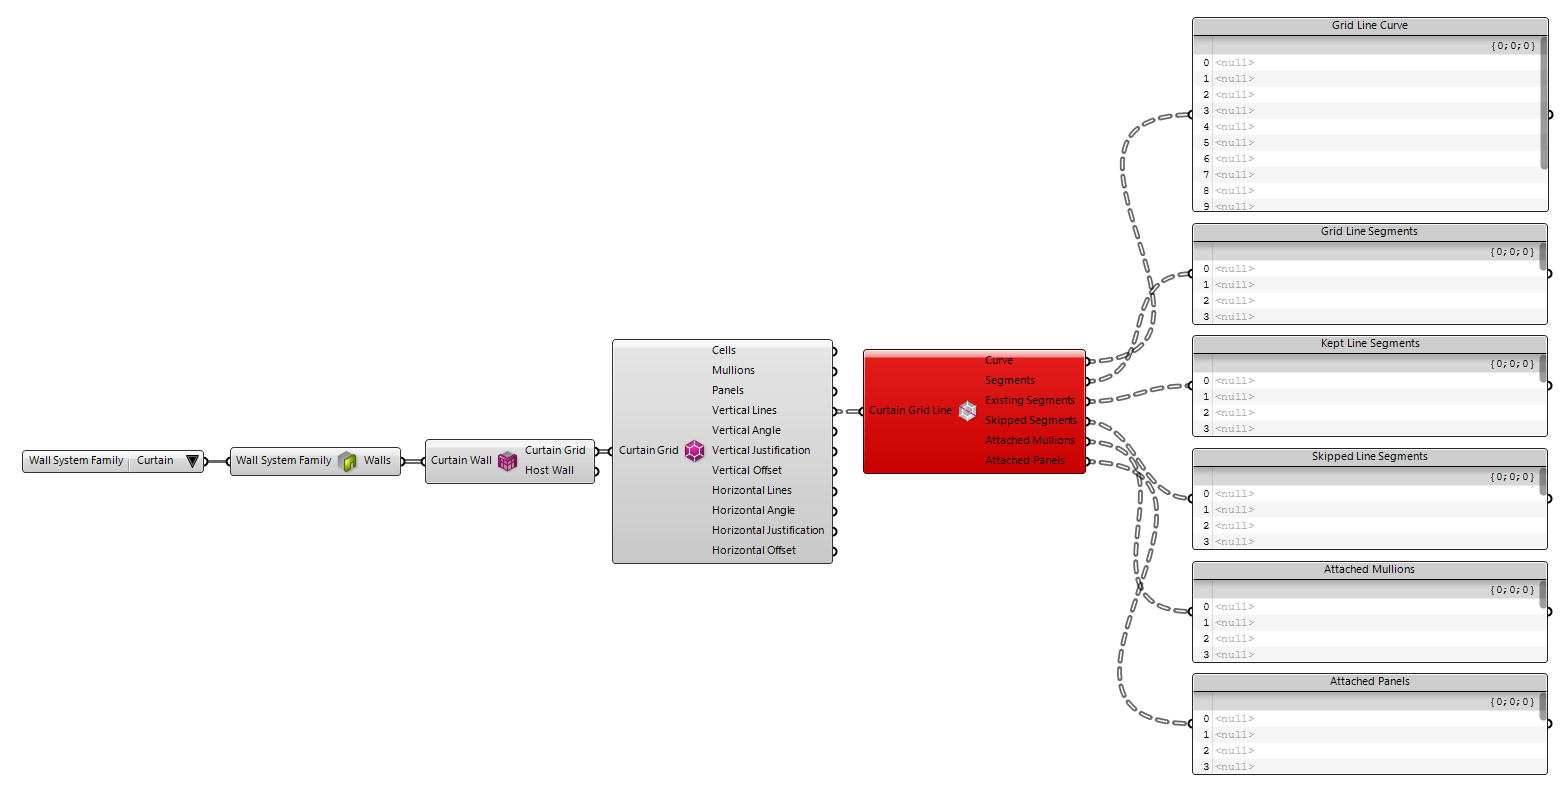 Wall System Family Curtain
Wall System Family Walls
Curtain Wall
Curtain Grid
Host Wall
Curtain Grid
Cells
Mullions
Panels
Vertical Lines
Vertical Angle
Vertical Justification
Vertical Offset
Horizontal Lines
Horizontal Angle
Horizontal Justification
Horizontal Offset
Curtain Grid Line
Curve
Segments
Existing Segments
Skipped Segments
Attached Mullions
Attached Panels
Grid Line Curve
{0;0;0}
0 <null>
1 <null>
2 <null>
3 <null>
4 <null>
5 <null>
6 <null>
7 <null>
8 <null>
9 <null>
Grid Line Segments
{0;0;0}
0 <null>
1 <null>
2 <null>
3 <null>
Kept Line Segments
{0;0;0}
0 <null>
1 <null>
2 <null>
3 <null>
Skipped Line Segments
{0;0;0}
0 <null>
1 <null>
2 <null>
3 <null>
Attached Mullions
{0;0;0}
0 <null>
1 <null>
2 <null>
3 <null>
Attached Panels
{0;0;0}
0 <null>
1 <null>
2 <null>
3 <null>